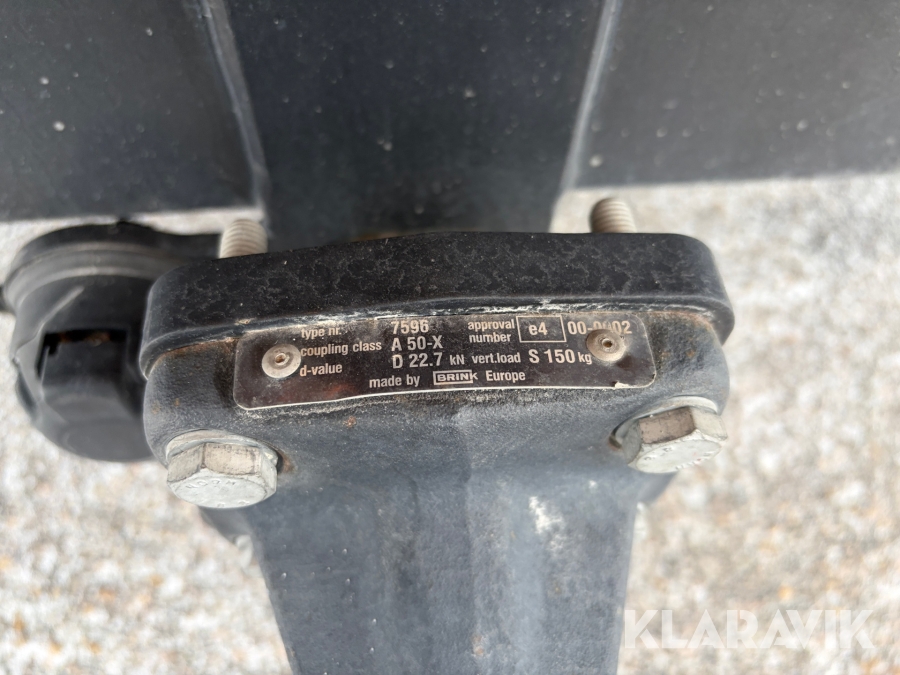 type nr. 7596 approval number e4 00-0002
coupling class A 50-X
d-value D 22.7 kN vert.load S 150 kg
made by BRINK Europe
KLARAVIK